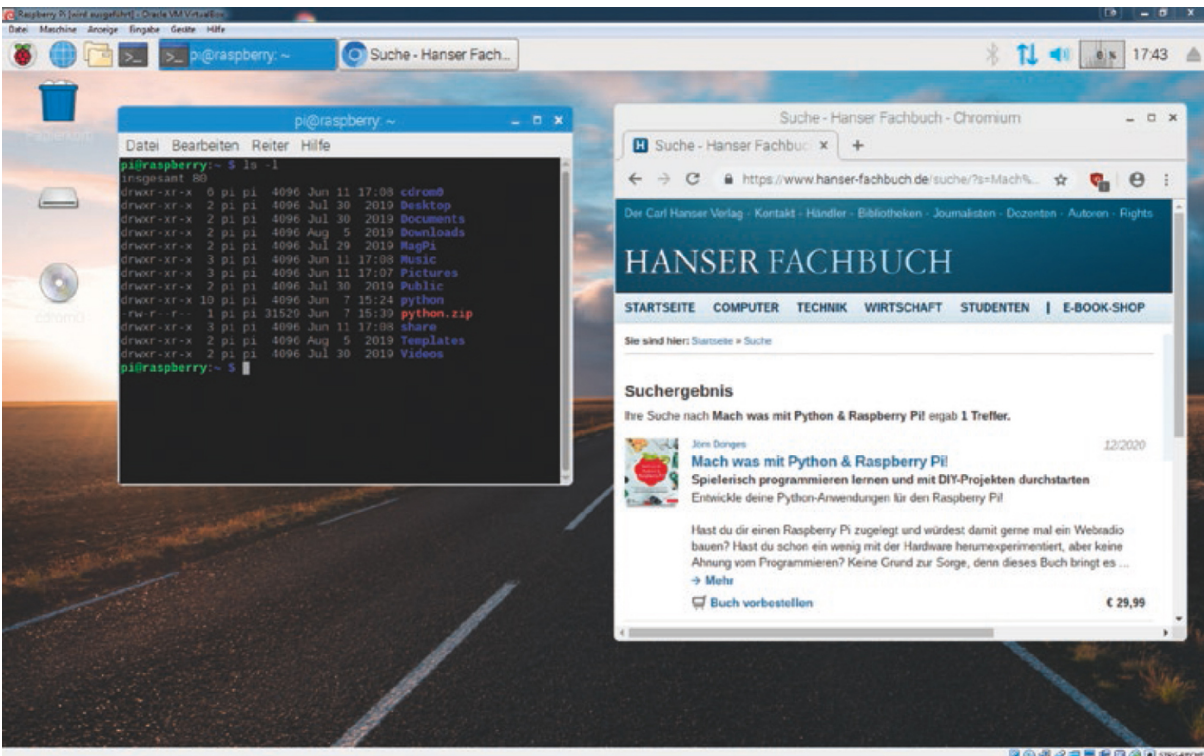 Raspberry Pi [wird ausgeführt] - Oracle VM VirtualBox
Datei Maschine Anzeige Eingabe Geräte Hilfe
pi@raspberry: ~
Suche - Hanser Fach...
17:43
Papierkorb
cdrom0
pi@raspberry: ~
Datei Bearbeiten Reiter Hilfe
pi@raspberry:~ $ ls -l
insgesamt 80
drwxr-xr-x 6 pi pi 4096 Jun 11 17:08 cdrom0
drwxr-xr-x 2 pi pi 4096 Jul 30 2019 Desktop
drwxr-xr-x 2 pi pi 4096 Jul 30 2019 Documents
drwxr-xr-x 2 pi pi 4096 Aug 5 2019 Downloads
drwxr-xr-x 2 pi pi 4096 Jul 29 2019 MagPi
drwxr-xr-x 3 pi pi 4096 Jun 11 17:08 Music
drwxr-xr-x 3 pi pi 4096 Jun 11 17:07 Pictures
drwxr-xr-x 2 pi pi 4096 Jul 30 2019 Public
drwxr-xr-x 10 pi pi 4096 Jun 7 15:24 python
-rw-r--r-- 1 pi pi 31529 Jun 7 15:39 python.zip
drwxr-xr-x 3 pi pi 4096 Jun 11 17:08 share
drwxr-xr-x 2 pi pi 4096 Aug 5 2019 Templates
drwxr-xr-x 2 pi pi 4096 Jul 30 2019 Videos
pi@raspberry:~ $
Suche - Hanser Fachbuch - Chromium
Suche - Hanser Fachbuc
https://www.hanser-fachbuch.de/suche/?s=Mach%...
Der Carl Hanser Verlag - Kontakt - Händler - Bibliotheken - Journalisten - Dozenten - Autoren - Rights
HANSER FACHBUCH
STARTSEITE COMPUTER TECHNIK WIRTSCHAFT STUDENTEN | E-BOOK-SHOP
Sie sind hier: Startseite » Suche
Suchergebnis
Ihre Suche nach Mach was mit Python & Raspberry Pi! ergab 1 Treffer.
Jörn Donges 12/2020
Mach was mit Python & Raspberry Pi!
Spielerisch programmieren lernen und mit DIY-Projekten durchstarten
Entwickle deine Python-Anwendungen für den Raspberry Pi!
Hast du dir einen Raspberry Pi zugelegt und würdest damit gerne mal ein Webradio
bauen? Hast du schon ein wenig mit der Hardware herumexperimentiert, aber keine
Ahnung vom Programmieren? Keine Grund zur Sorge, denn dieses Buch bringt es ...
→ Mehr
Buch vorbestellen € 29,99